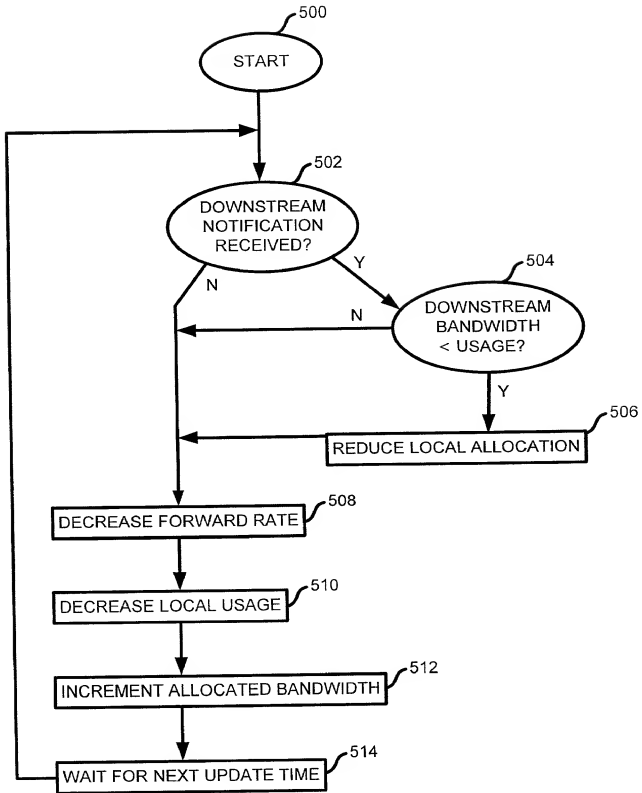 500
START
502
DOWNSTREAM
NOTIFICATION
RECEIVED?
N
Y
504
DOWNSTREAM
BANDWIDTH
< USAGE?
N
Y
506
REDUCE LOCAL ALLOCATION
508
DECREASE FORWARD RATE
510
DECREASE LOCAL USAGE
512
INCREMENT ALLOCATED BANDWIDTH
514
WAIT FOR NEXT UPDATE TIME